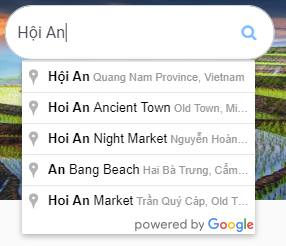 Hội An
Hội An Quang Nam Province, Vietnam
Hoi An Ancient Town Old Town, Mi...
Hoi An Night Market Nguyễn Hoàn...
An Bang Beach Hai Bà Trưng, Cẩm...
Hoi An Market Trần Quý Cáp, Old T...
powered by Google